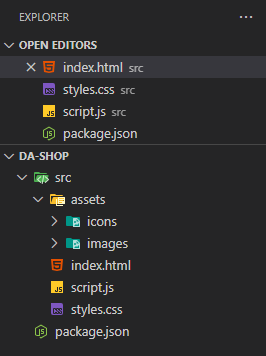 EXPLORER
OPEN EDITORS
index.html src
styles.css src
script.js src
package.json
DA-SHOP
src
assets
icons
images
index.html
script.js
styles.css
package.json